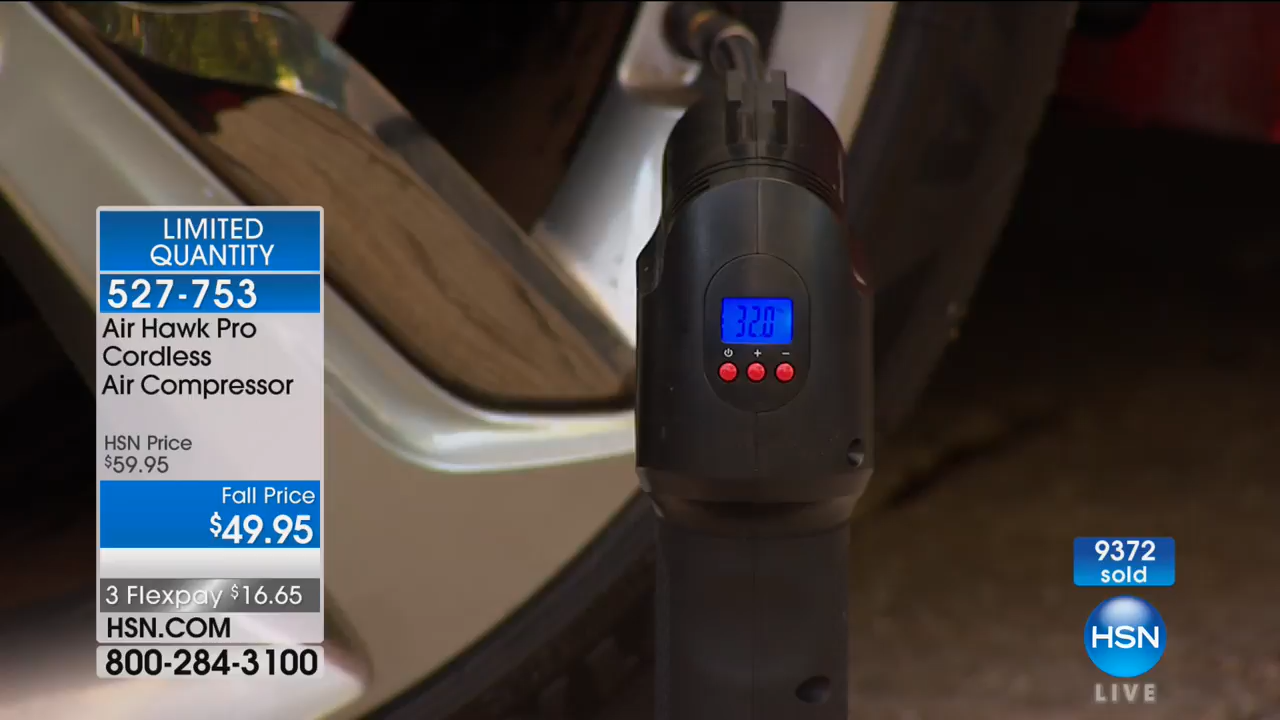 LIMITED
QUANTITY
527-753
Air Hawk Pro
Cordless
Air Compressor
HSN Price
$59.95
Fall Price
$49.95
3 Flexpay $16.65
HSN.COM
800-284-3100
32.0
+ -
9372
sold
HSN
LIVE